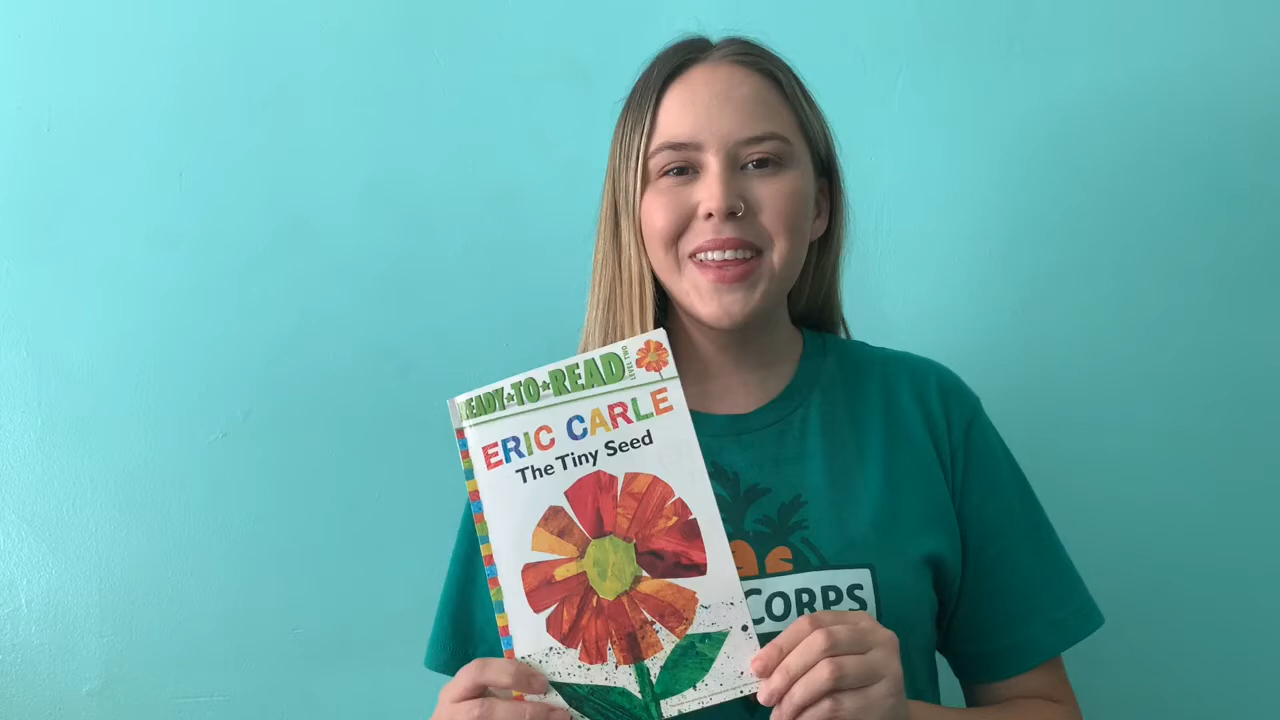 READY★TO★READ
LEVEL TWO
ERIC CARLE
The Tiny Seed
CORPS